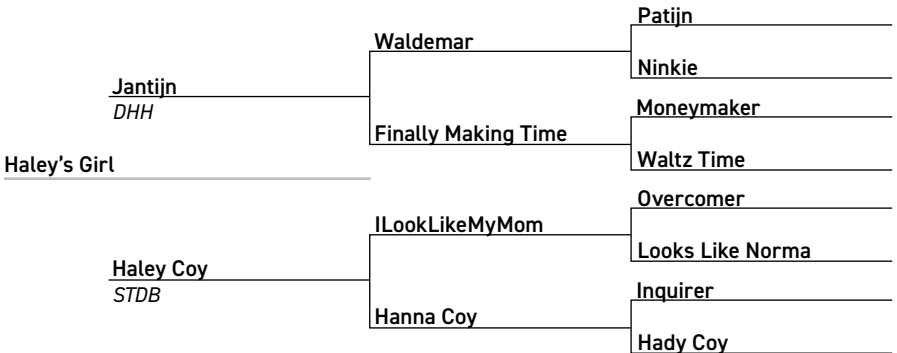 Patijn
Waldemar
Ninkie
Jantijn
DHH
Moneymaker
Finally Making Time
Waltz Time
Haley's Girl
Overcomer
ILookLikeMyMom
Looks Like Norma
Haley Coy
STDB
Inquirer
Hanna Coy
Hady Coy